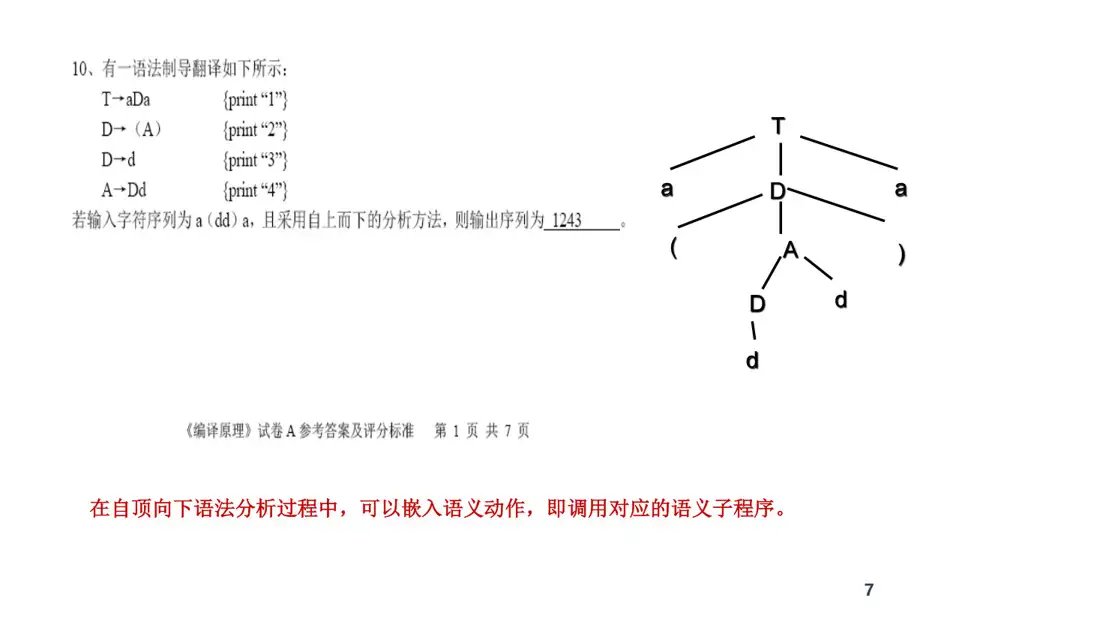 10、有一语法制导翻译如下所示：
T→aDa {print “1”}
D→（A） {print “2”}
D→d {print “3”}
A→Dd {print “4”}
若输入字符序列为 a（dd）a，且采用自上而下的分析方法，则输出序列为 1243 。
T
a D a
( A )
D d
d
《编译原理》试卷 A 参考答案及评分标准 第 1 页 共 7 页
在自顶向下语法分析过程中，可以嵌入语义动作，即调用对应的语义子程序。
7